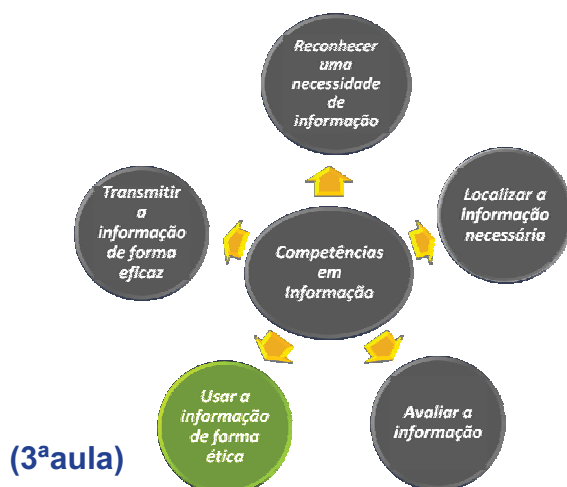 Reconhecer
uma
necessidade
de
informação
Localizar a
Informação
necessária
Avaliar a
informação
Usar a
informação
de forma
ética
(3ªaula)
Transmitir
a
informação
de forma
eficaz
Competências
em
Informação